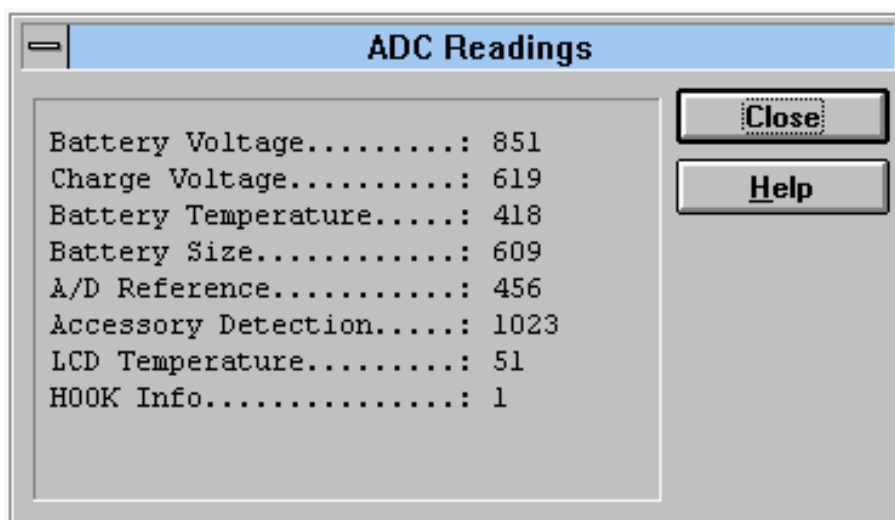 ADC Readings
Battery Voltage.........: 851
Charge Voltage..........: 619
Battery Temperature.....: 418
Battery Size............: 609
A/D Reference...........: 456
Accessory Detection.....: 1023
LCD Temperature.........: 51
HOOK Info...............: 1
Close
Help